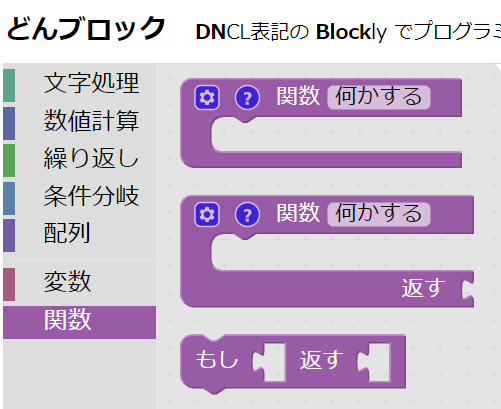 どんブロック DNCL表記の Blockly でプログラミ
文字処理
数値計算
繰り返し
条件分岐
配列
変数
関数
? 関数 何かする
? 関数 何かする
返す
もし 返す